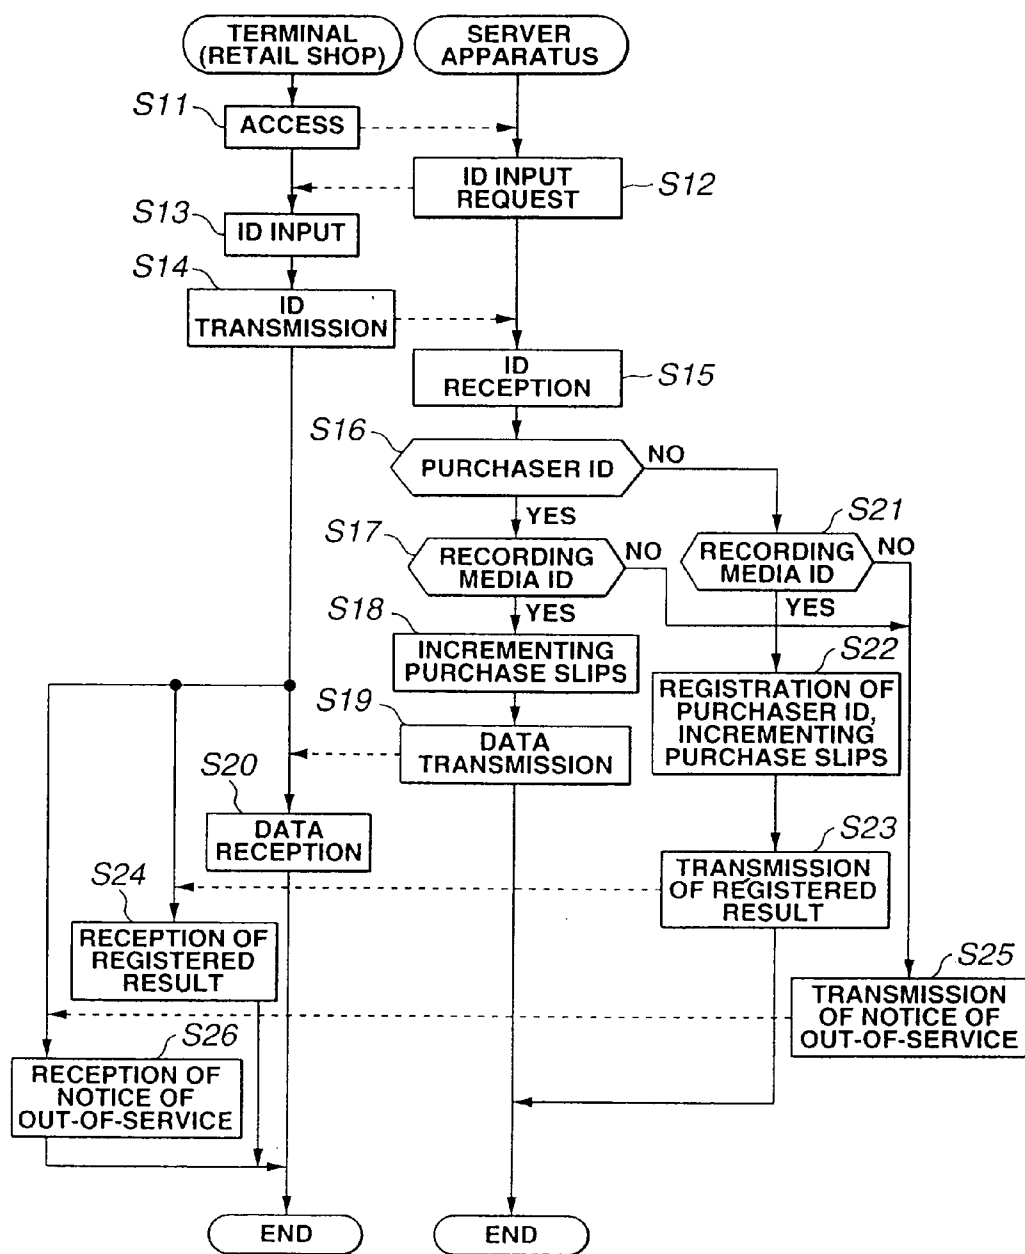 TERMINAL
(RETAIL SHOP)
SERVER
APPARATUS
S11
ACCESS
ID INPUT
REQUEST
S12
S13
ID INPUT
S14
ID
TRANSMISSION
ID
RECEPTION
S15
S16
PURCHASER ID
NO
YES
S17
RECORDING
MEDIA ID
NO
YES
S21
RECORDING
MEDIA ID
NO
YES
S18
INCREMENTING
PURCHASE SLIPS
S22
REGISTRATION OF
PURCHASER ID,
INCREMENTING
PURCHASE SLIPS
S19
DATA
TRANSMISSION
S20
DATA
RECEPTION
S23
TRANSMISSION
OF REGISTERED
RESULT
S24
RECEPTION OF
REGISTERED
RESULT
S25
TRANSMISSION
OF NOTICE OF
OUT-OF-SERVICE
S26
RECEPTION OF
NOTICE OF
OUT-OF-SERVICE
END
END